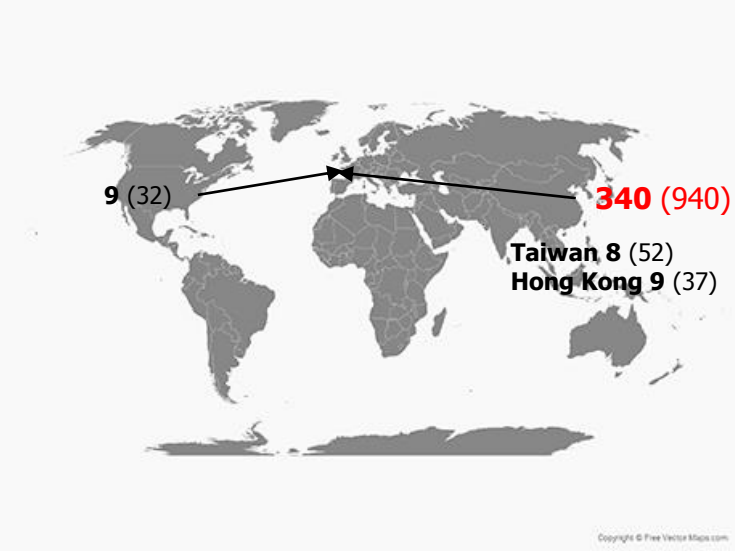 9 (32)
340 (940)
Taiwan 8 (52)
Hong Kong 9 (37)
Copyright © Free Vector Maps.com